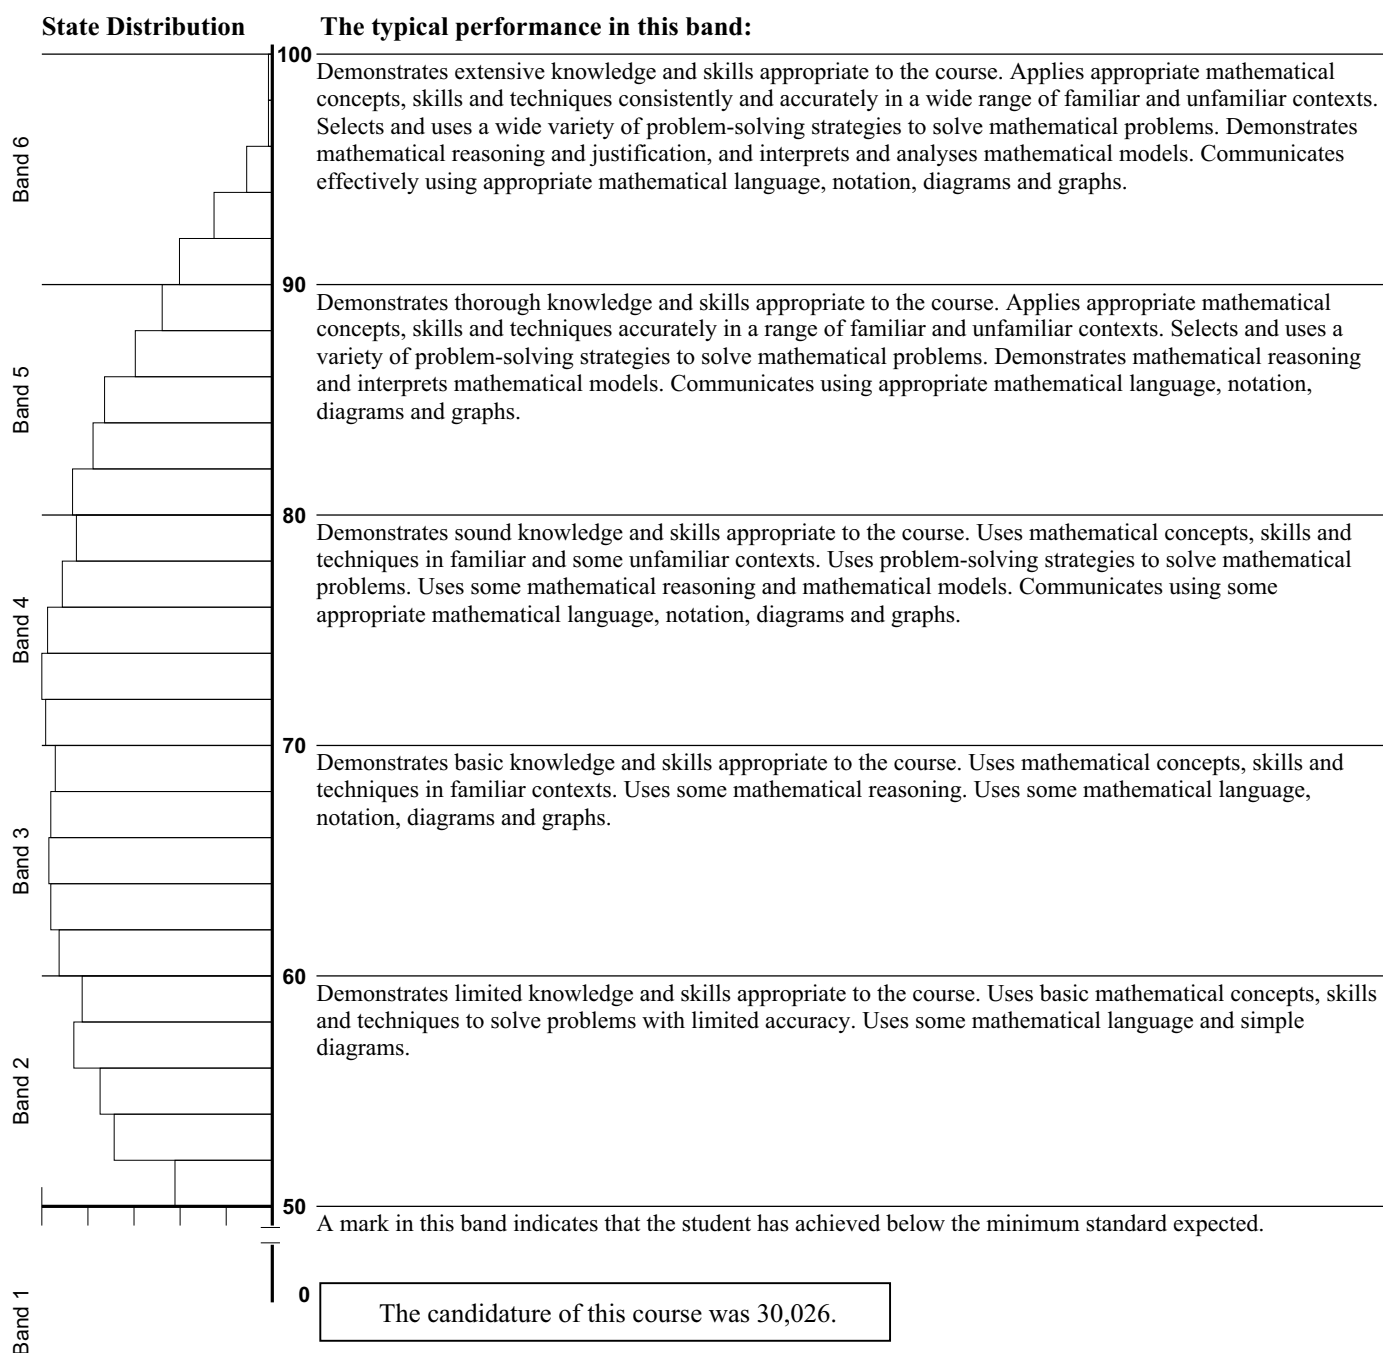 State Distribution
The typical performance in this band:
100
Demonstrates extensive knowledge and skills appropriate to the course. Applies appropriate mathematical
concepts, skills and techniques consistently and accurately in a wide range of familiar and unfamiliar contexts.
Selects and uses a wide variety of problem-solving strategies to solve mathematical problems. Demonstrates
mathematical reasoning and justification, and interprets and analyses mathematical models. Communicates
effectively using appropriate mathematical language, notation, diagrams and graphs.
Band 6
90
Demonstrates thorough knowledge and skills appropriate to the course. Applies appropriate mathematical
concepts, skills and techniques accurately in a range of familiar and unfamiliar contexts. Selects and uses a
variety of problem-solving strategies to solve mathematical problems. Demonstrates mathematical reasoning
and interprets mathematical models. Communicates using appropriate mathematical language, notation,
diagrams and graphs.
Band 5
80
Demonstrates sound knowledge and skills appropriate to the course. Uses mathematical concepts, skills and
techniques in familiar and some unfamiliar contexts. Uses problem-solving strategies to solve mathematical
problems. Uses some mathematical reasoning and mathematical models. Communicates using some
appropriate mathematical language, notation, diagrams and graphs.
Band 4
70
Demonstrates basic knowledge and skills appropriate to the course. Uses mathematical concepts, skills and
techniques in familiar contexts. Uses some mathematical reasoning. Uses some mathematical language,
notation, diagrams and graphs.
Band 3
60
Demonstrates limited knowledge and skills appropriate to the course. Uses basic mathematical concepts, skills
and techniques to solve problems with limited accuracy. Uses some mathematical language and simple
diagrams.
Band 2
50
A mark in this band indicates that the student has achieved below the minimum standard expected.
0
Band 1
The candidature of this course was 30,026.